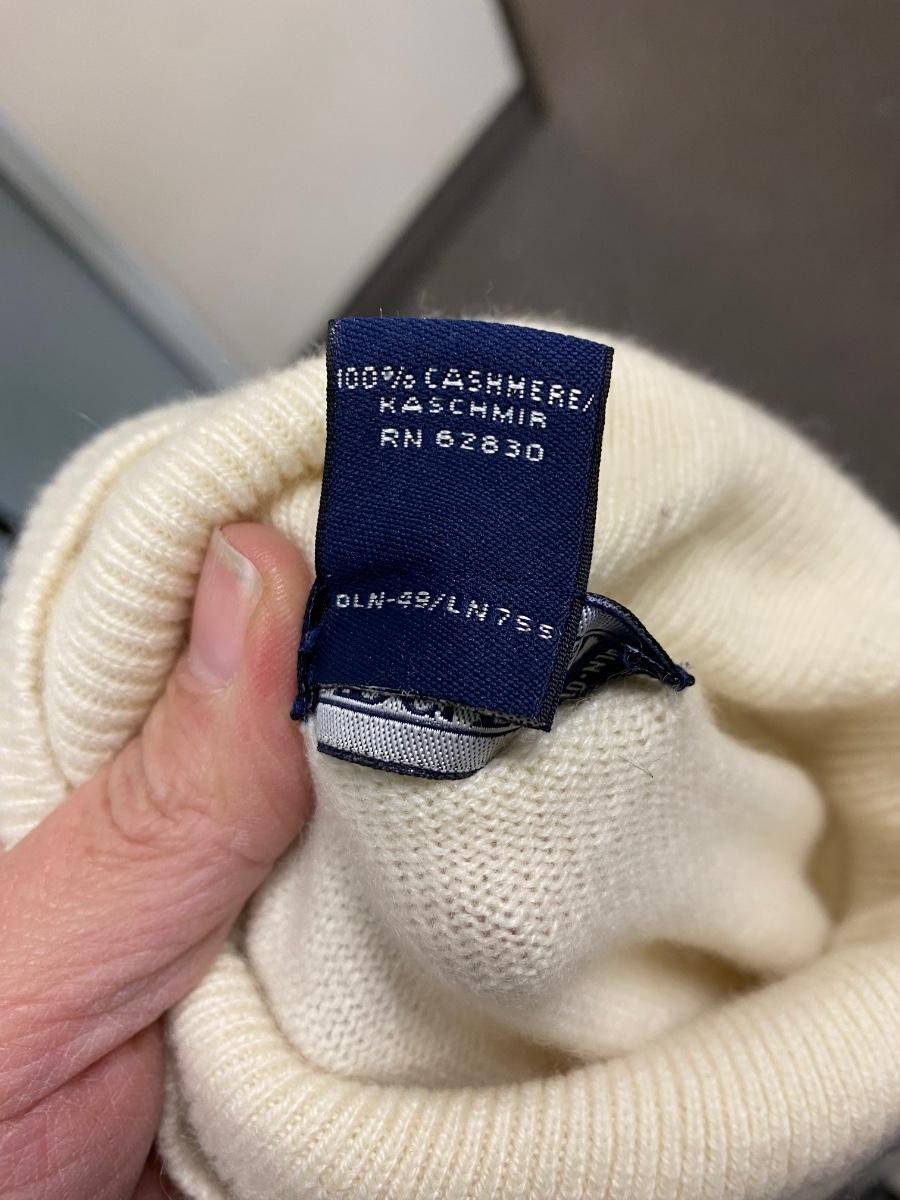 100% CASHMERE/
KASCHMIR
RN 62830
DLN-49/LN755